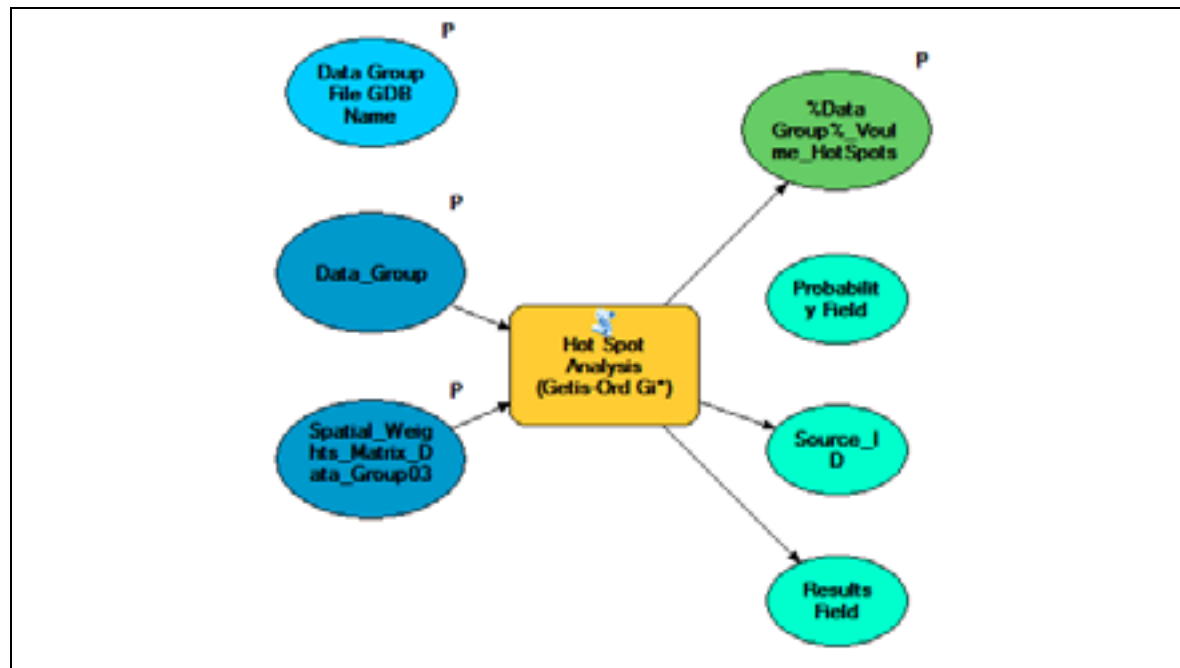 P
Data Group
File GDB
Name
P
%Data
Group%_Voul
me_HotSpots
P
Data_Group
Probabilit
y Field
Hot Spot
Analysis
(Getis-Ord Gi*)
P
Spatial_Weig
hts_Matrix_D
ata_Group03
Source_I
D
Results
Field